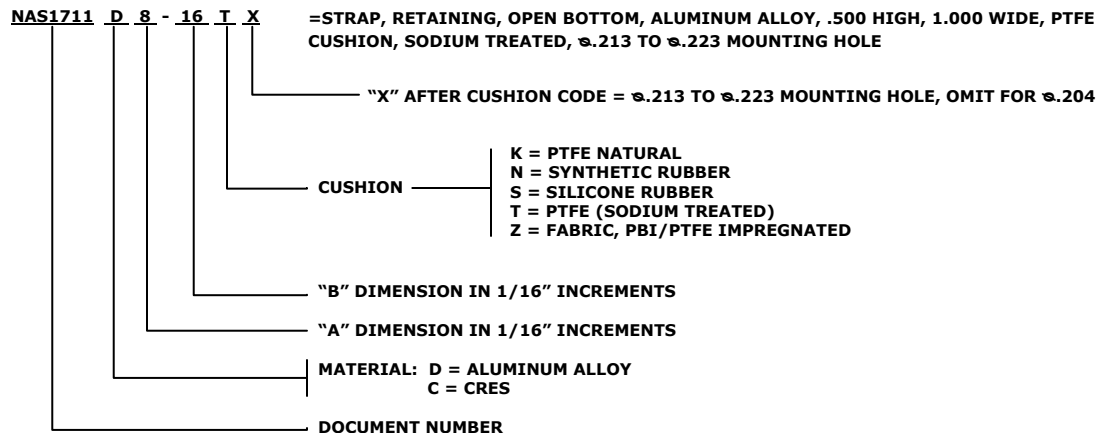 NAS1711 D 8 - 16 T X =STRAP, RETAINING, OPEN BOTTOM, ALUMINUM ALLOY, .500 HIGH, 1.000 WIDE, PTFE
CUSHION, SODIUM TREATED, ⌀.213 TO ⌀.223 MOUNTING HOLE
“X” AFTER CUSHION CODE = ⌀.213 TO ⌀.223 MOUNTING HOLE, OMIT FOR ⌀.204
CUSHION
K = PTFE NATURAL
N = SYNTHETIC RUBBER
S = SILICONE RUBBER
T = PTFE (SODIUM TREATED)
Z = FABRIC, PBI/PTFE IMPREGNATED
“B” DIMENSION IN 1/16” INCREMENTS
“A” DIMENSION IN 1/16” INCREMENTS
MATERIAL: D = ALUMINUM ALLOY
C = CRES
DOCUMENT NUMBER